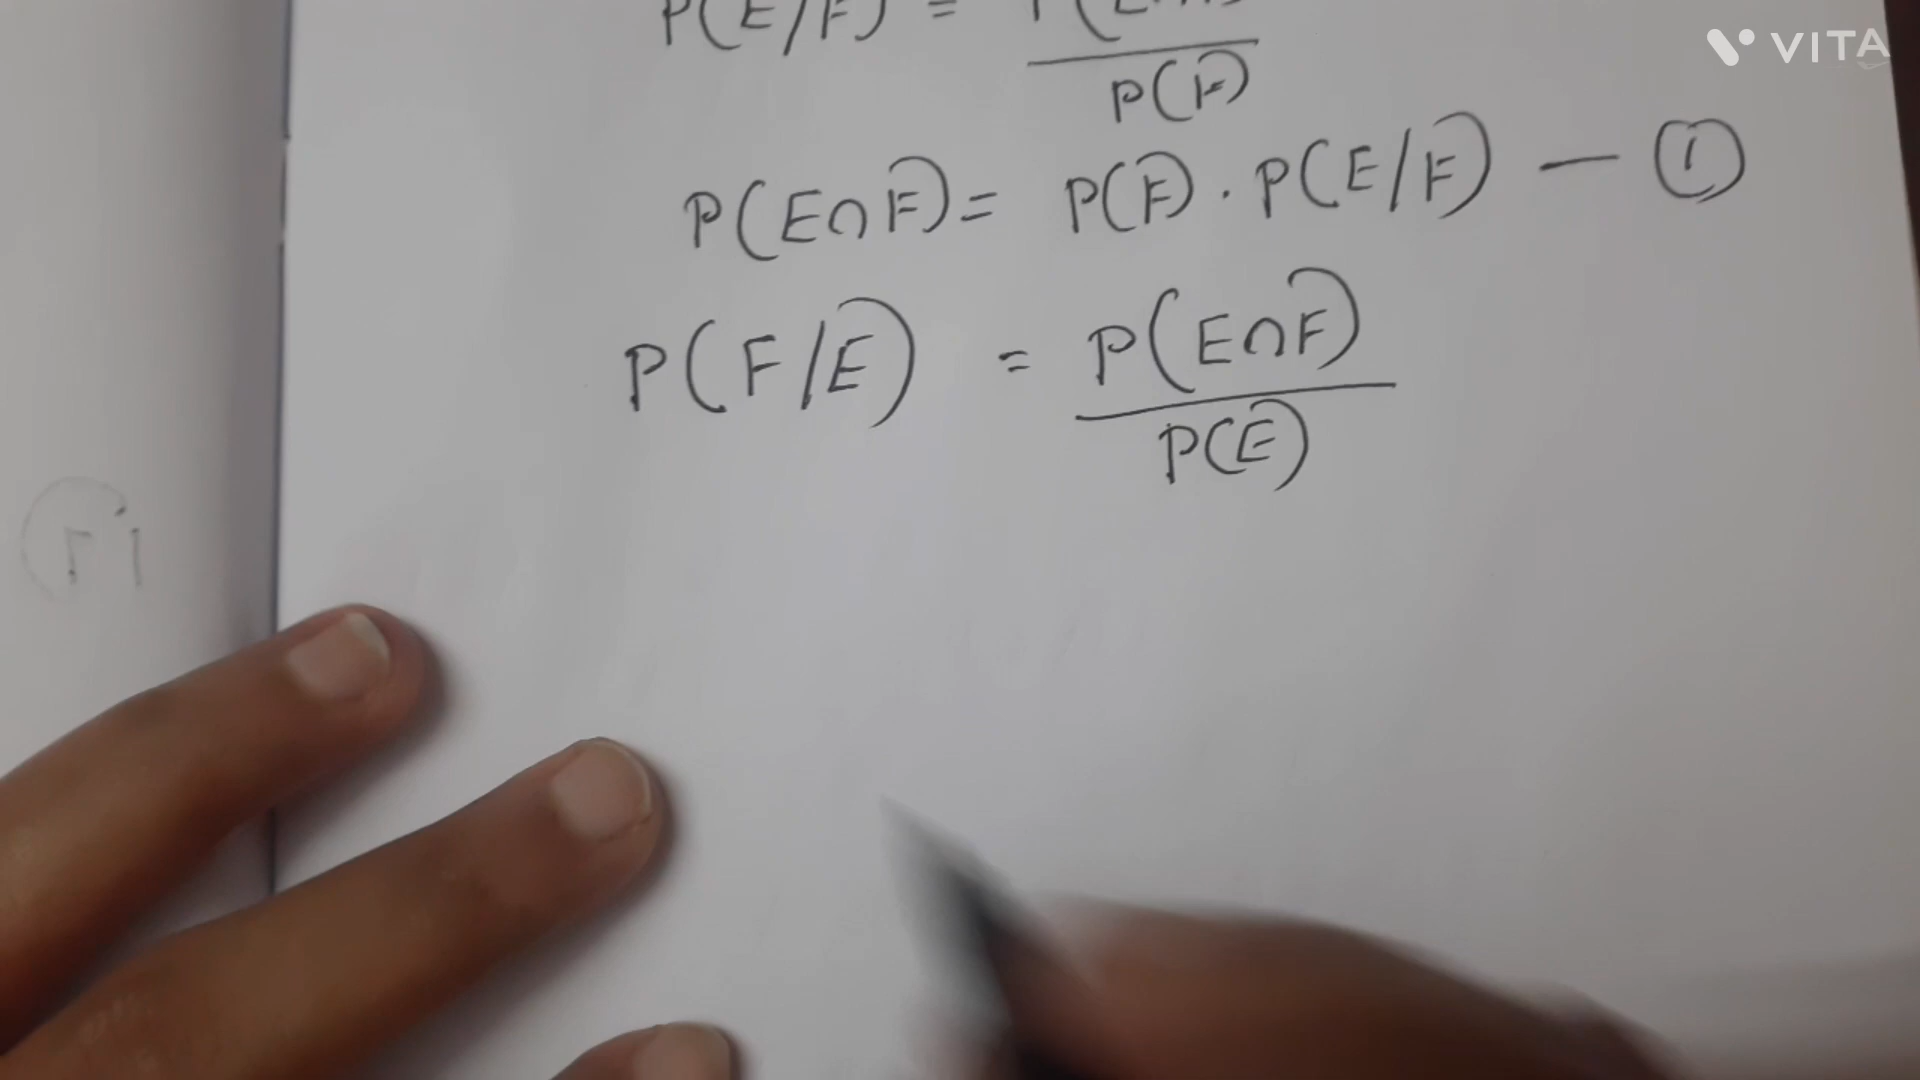 VITA
P(E/F) =
P(F)
P(E∩F) = P(F) . P(E/F) — ①
P(F/E) = P(E∩F)
P(E)